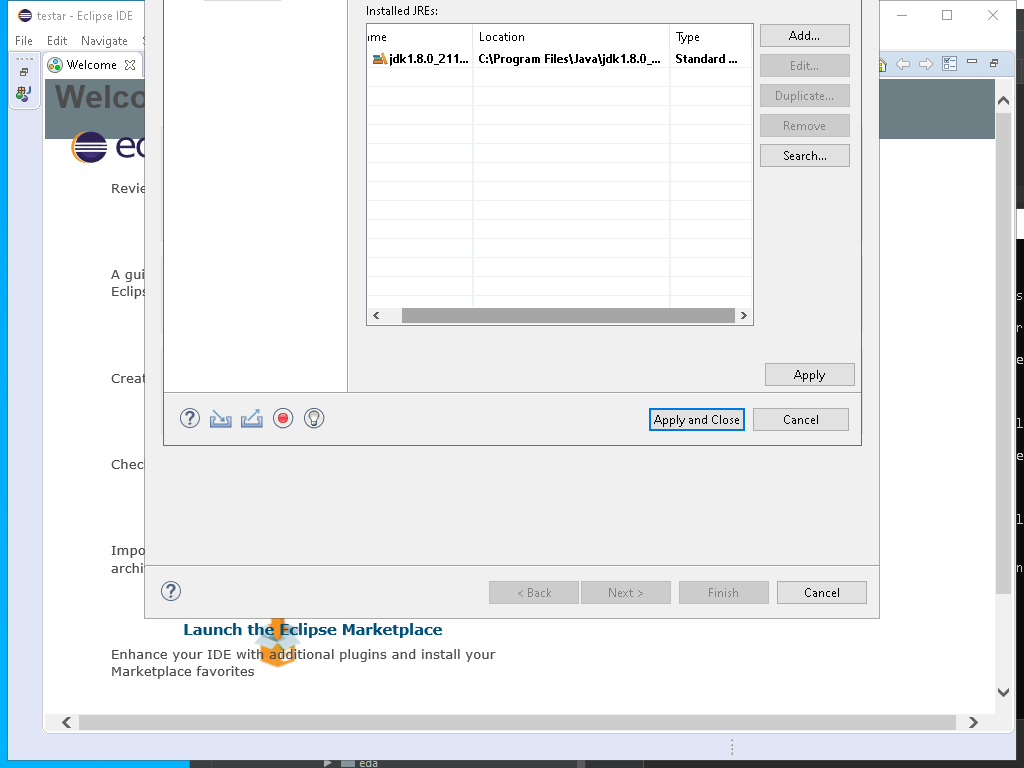 testar - Eclipse IDE
File Edit Navigate
Welcome
Welco
Installed JREs:
Location Type
jdk1.8.0_211... C:\Program Files\Java\jdk1.8.0_... Standard ...
Add...
Edit...
Duplicate...
Remove
Search...
Apply
Apply and Close Cancel
Revie
A gui
Eclips
Creat
Chec
Impo
archi
< Back Next > Finish Cancel
Launch the Eclipse Marketplace
Enhance your IDE with additional plugins and install your
Marketplace favorites
eda